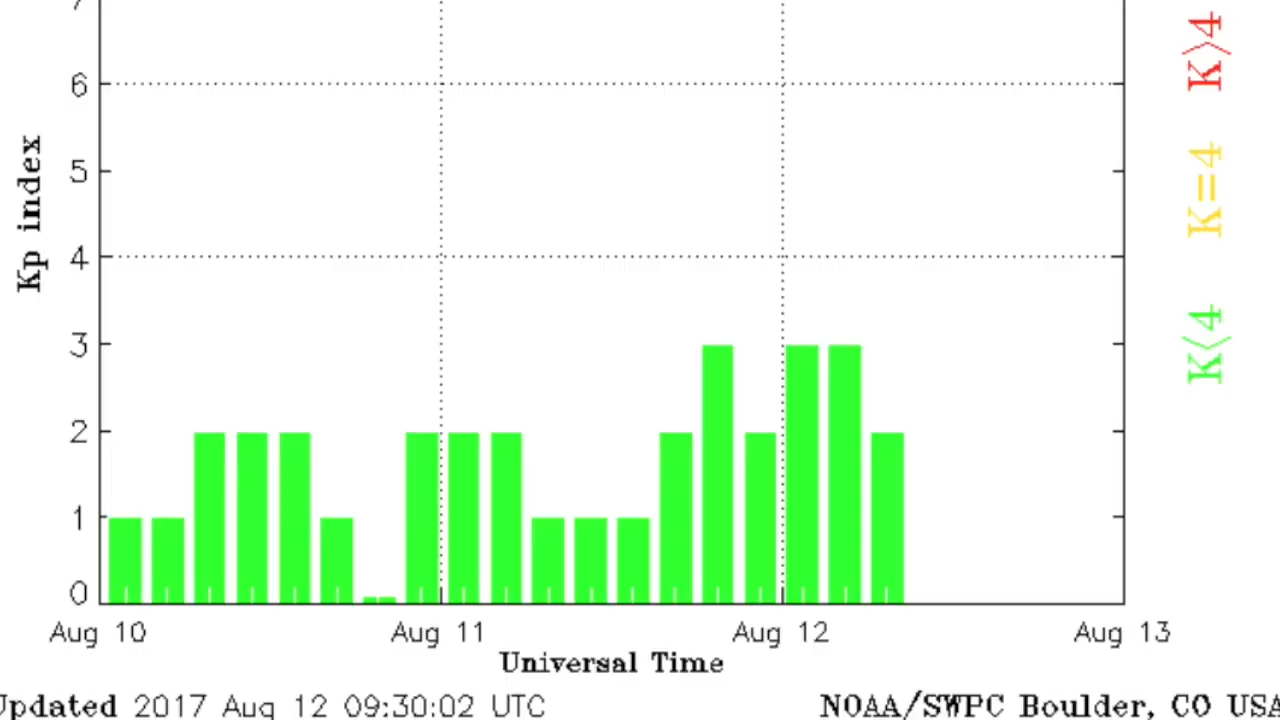 7
K>4
6
5
K=4
Kp index
4
K<4
3
2
1
0
Aug 10 Aug 11 Aug 12 Aug 13
Universal Time
Updated 2017 Aug 12 09:30:02 UTC NOAA/SWPC Boulder, CO USA